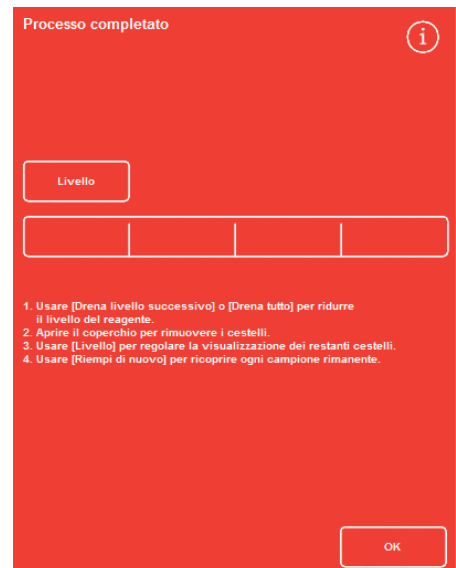 Processo completato
i
Livello
1. Usare [Drena livello successivo] o [Drena tutto] per ridurre
il livello del reagente.
2. Aprire il coperchio per rimuovere i cestelli.
3. Usare [Livello] per regolare la visualizzazione dei restanti cestelli.
4. Usare [Riempi di nuovo] per ricoprire ogni campione rimanente.
OK